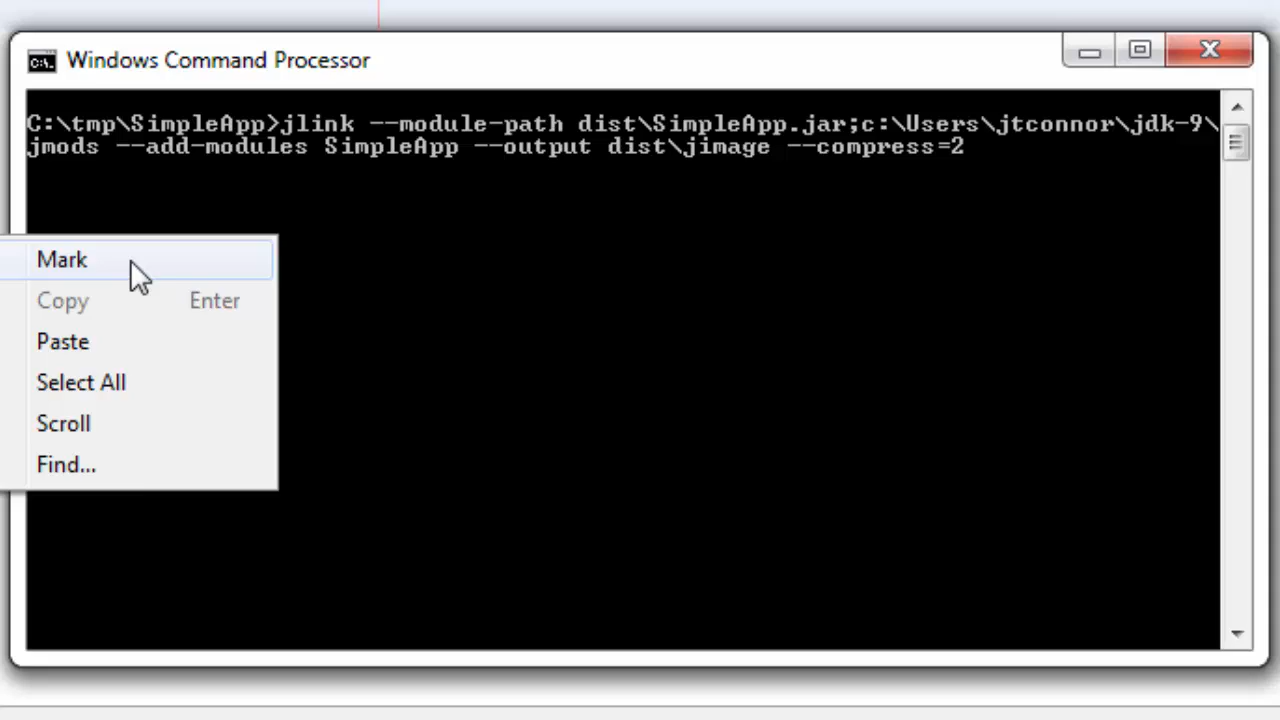 Windows Command Processor
C:\tmp\SimpleApp>jlink --module-path dist\SimpleApp.jar;c:\Users\jtconnor\jdk-9\
jmods --add-modules SimpleApp --output dist\jimage --compress=2
Mark
Copy Enter
Paste
Select All
Scroll
Find...